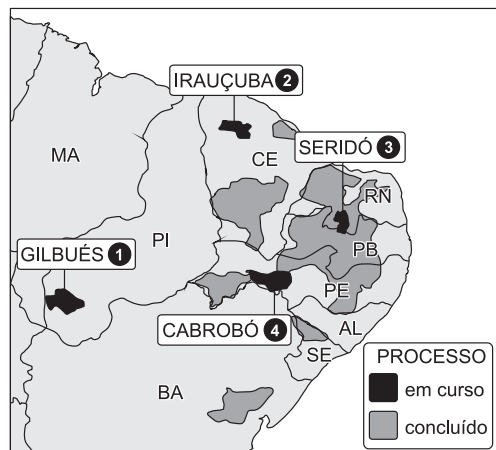 IRAUÇUBA 2
SERIDÓ 3
MA
CE
RN
PI
PB
GILBUÉS 1
PE
CABROBÓ 4
AL
SE
BA
PROCESSO
em curso
concluído